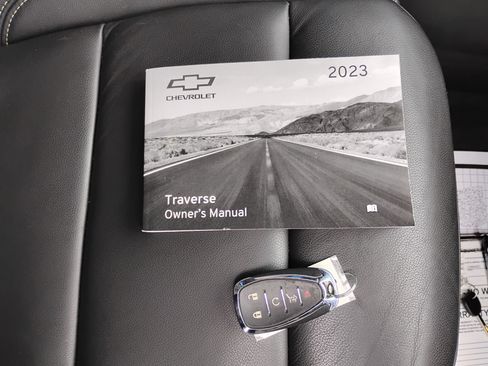 2023
CHEVROLET
Traverse
Owner's Manual